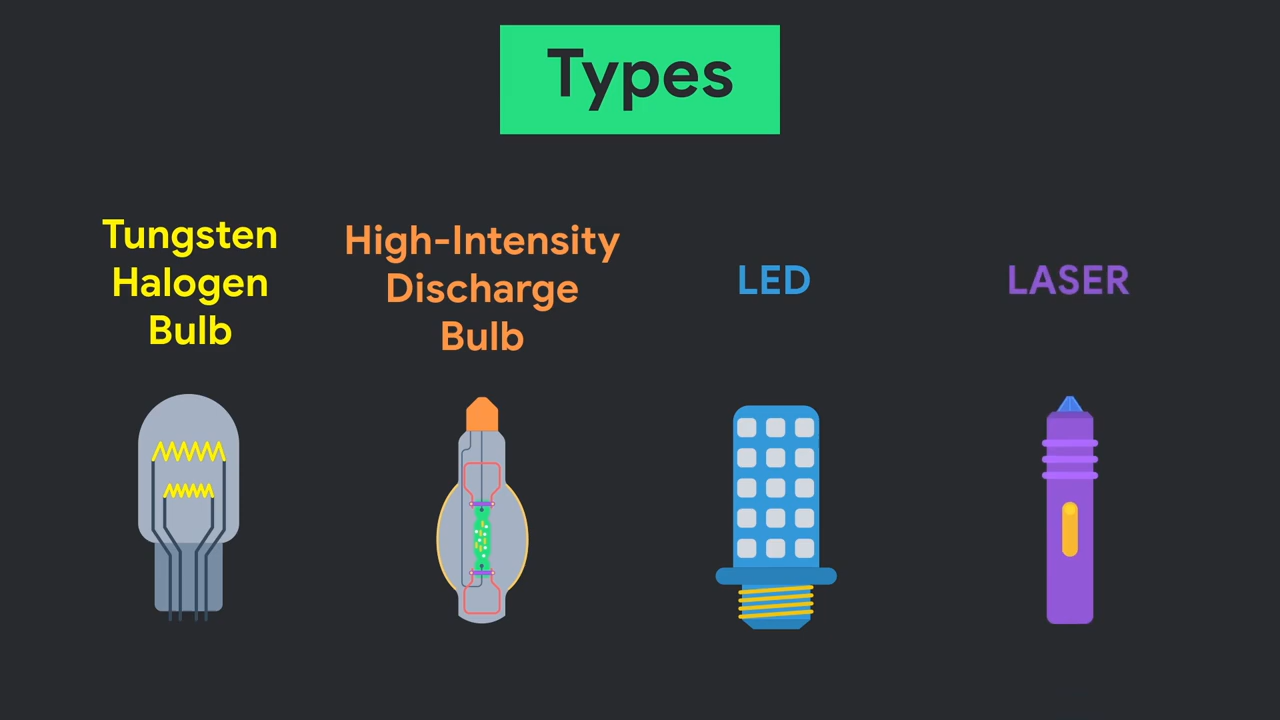 Types
Tungsten
Halogen
Bulb
High-Intensity
Discharge
Bulb
LED
LASER